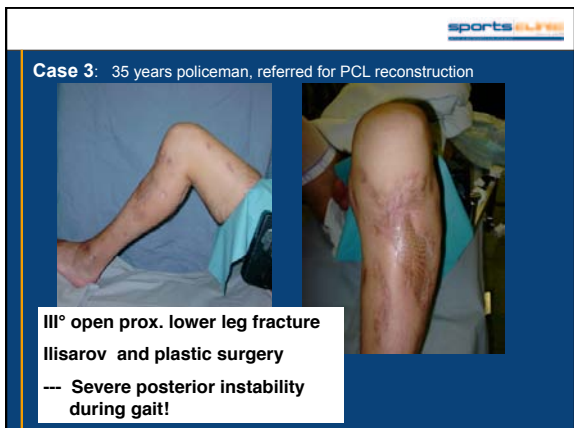 sportsclinic
Case 3: 35 years policeman, referred for PCL reconstruction
III° open prox. lower leg fracture
Ilisarov and plastic surgery
--- Severe posterior instability
during gait!